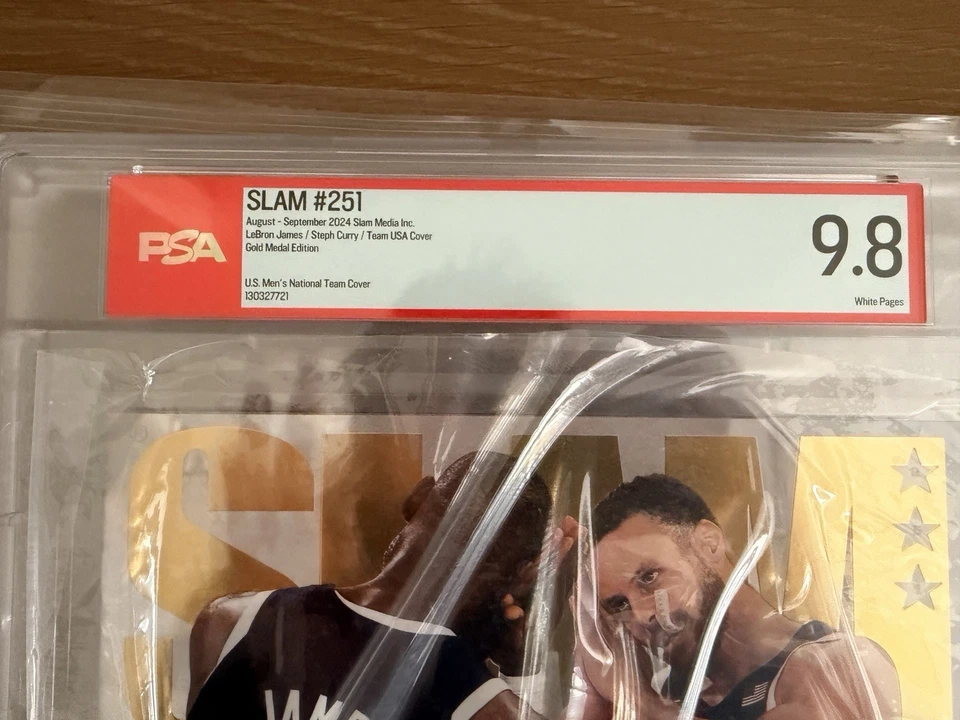 PSA
SLAM #251
August - September 2024 Slam Media Inc.
LeBron James / Steph Curry / Team USA Cover
Gold Medal Edition
U.S. Men's National Team Cover
130327721
9.8
White Pages
SLAM